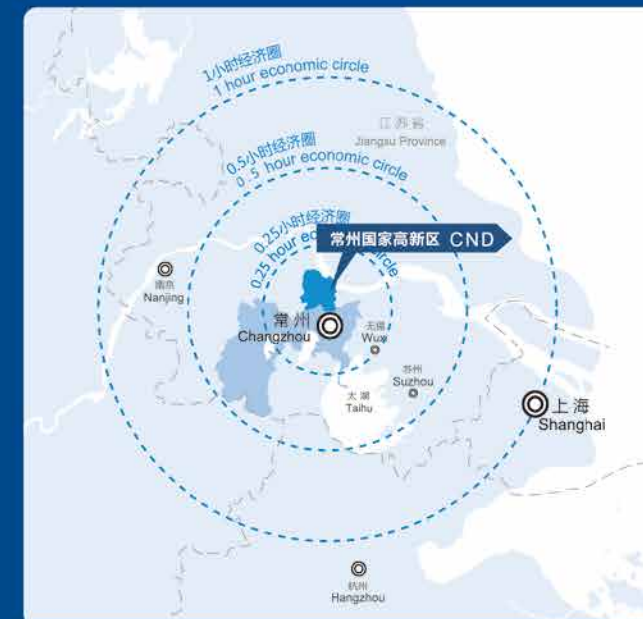 1小时经济圈
1 hour economic circle
江苏省
Jiangsu Province
0.5小时经济圈
0.5 hour economic circle
0.25小时经济圈
0.25 hour economic circle
常州国家高新区 CND
南京
Nanjing
常州
Changzhou
无锡
Wuxi
苏州
Suzhou
太湖
Taihu
上海
Shanghai
杭州
Hangzhou